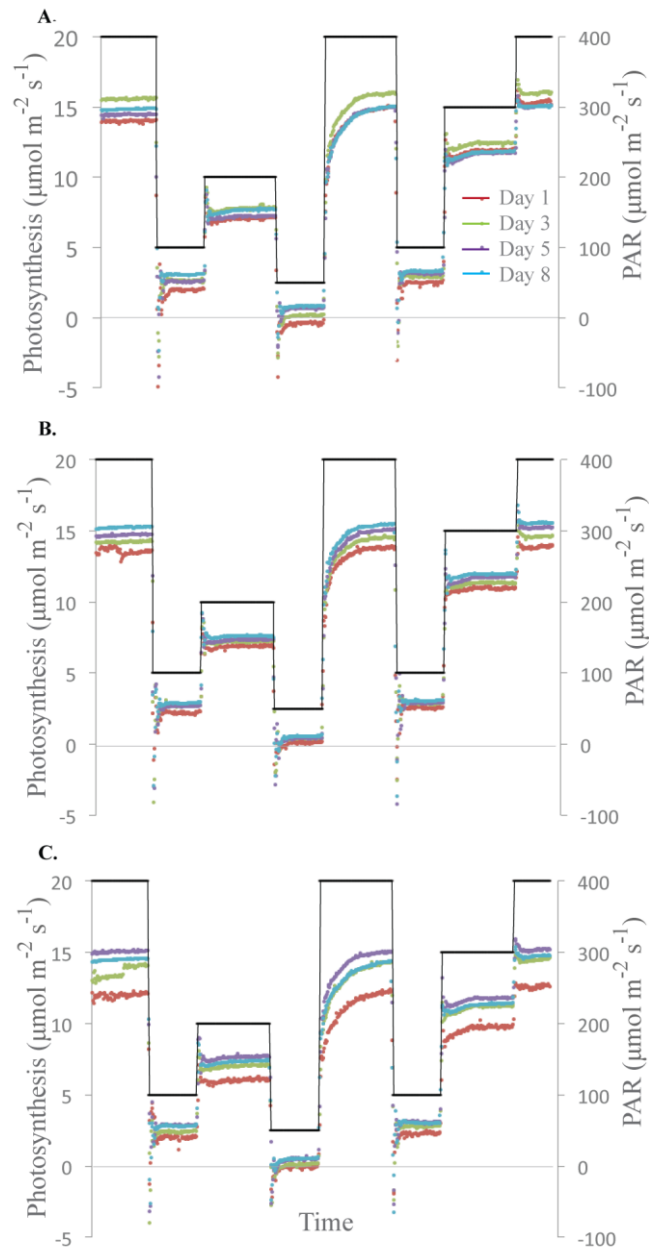 A.
20
15
10
5
0
-5
Photosynthesis (µmol m⁻² s⁻¹)
400
300
200
100
0
-100
PAR (µmol m⁻² s⁻¹)
Day 1
Day 3
Day 5
Day 8
B.
20
15
10
5
0
-5
Photosynthesis (µmol m⁻² s⁻¹)
400
300
200
100
0
-100
PAR (µmol m⁻² s⁻¹)
C.
20
15
10
5
0
-5
Photosynthesis (µmol m⁻² s⁻¹)
400
300
200
100
0
-100
PAR (µmol m⁻² s⁻¹)
Time